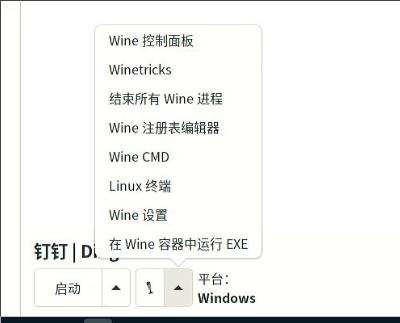 Wine 控制面板
Winetricks
结束所有 Wine 进程
Wine 注册表编辑器
Wine CMD
Linux 终端
Wine 设置
在 Wine 容器中运行 EXE
钉钉 | Ding
启动
平台：
Windows